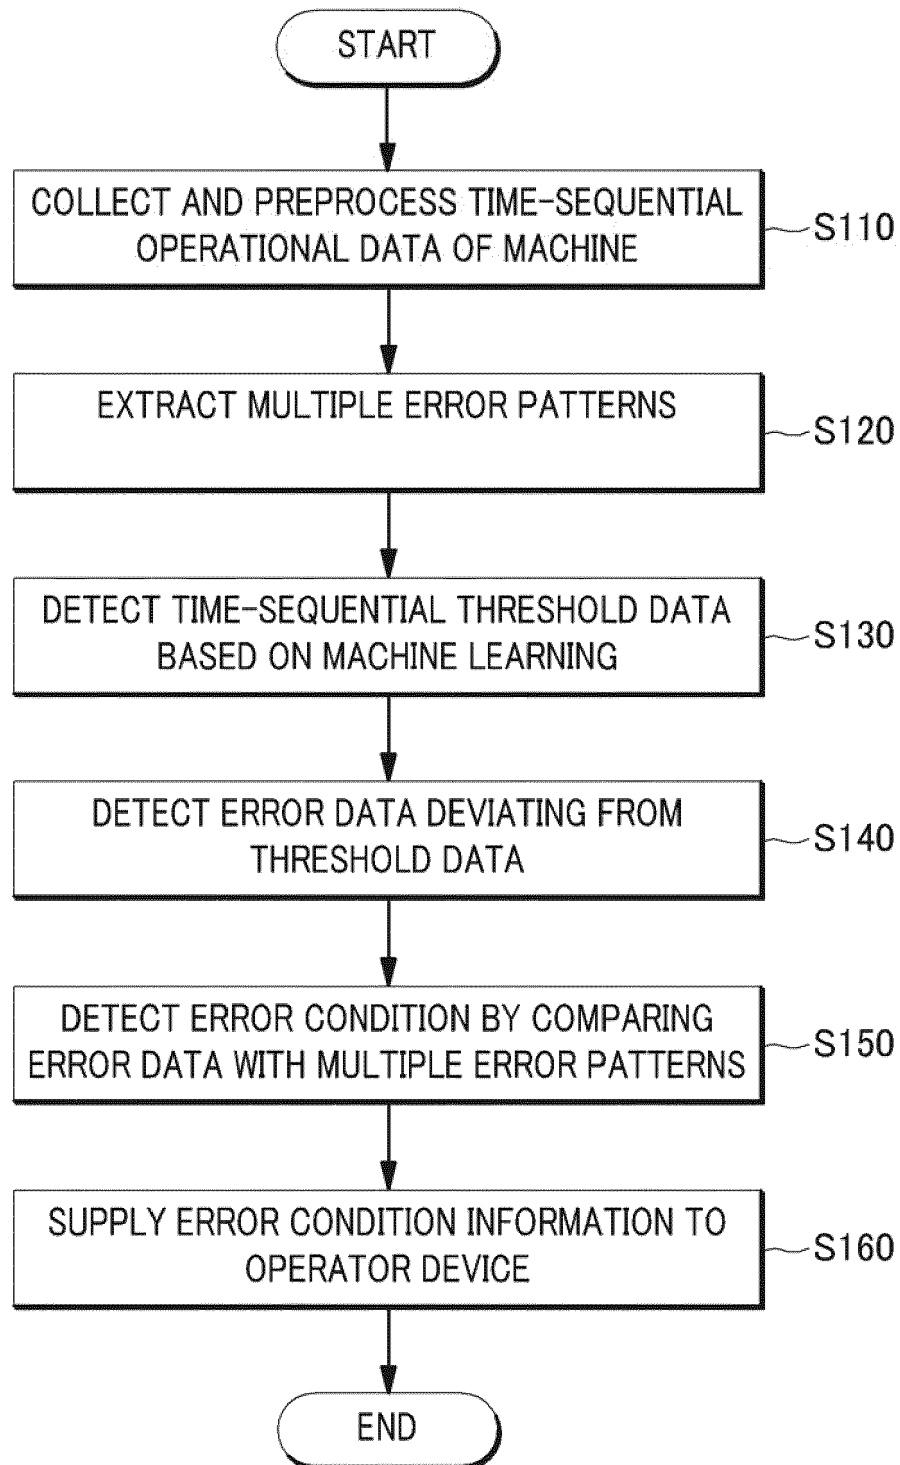 START
COLLECT AND PREPROCESS TIME-SEQUENTIAL
OPERATIONAL DATA OF MACHINE
S110
EXTRACT MULTIPLE ERROR PATTERNS
S120
DETECT TIME-SEQUENTIAL THRESHOLD DATA
BASED ON MACHINE LEARNING
S130
DETECT ERROR DATA DEVIATING FROM
THRESHOLD DATA
S140
DETECT ERROR CONDITION BY COMPARING
ERROR DATA WITH MULTIPLE ERROR PATTERNS
S150
SUPPLY ERROR CONDITION INFORMATION TO
OPERATOR DEVICE
S160
END